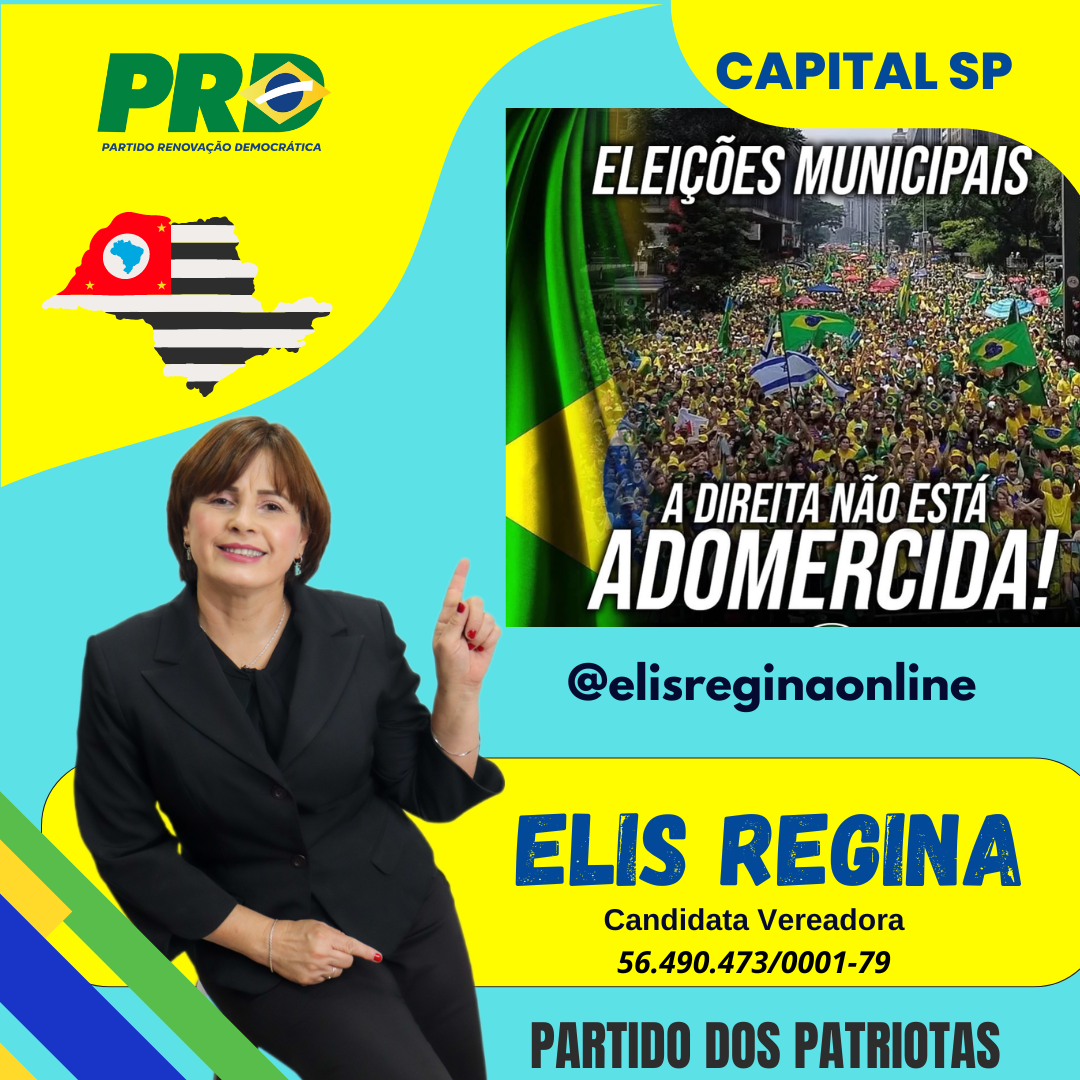 PRD
PARTIDO RENOVAÇÃO DEMOCRÁTICA
CAPITAL SP
ELEIÇÕES MUNICIPAIS
A DIREITA NÃO ESTÁ
ADOMERCIDA!
@elisreginaonline
ELIS REGINA
Candidata Vereadora
56.490.473/0001-79
PARTIDO DOS PATRIOTAS